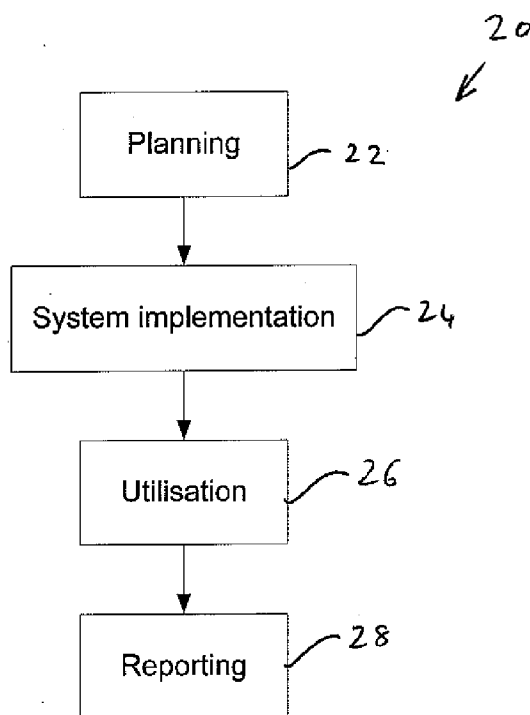 20
Planning
22
System implementation
24
Utilisation
26
Reporting
28